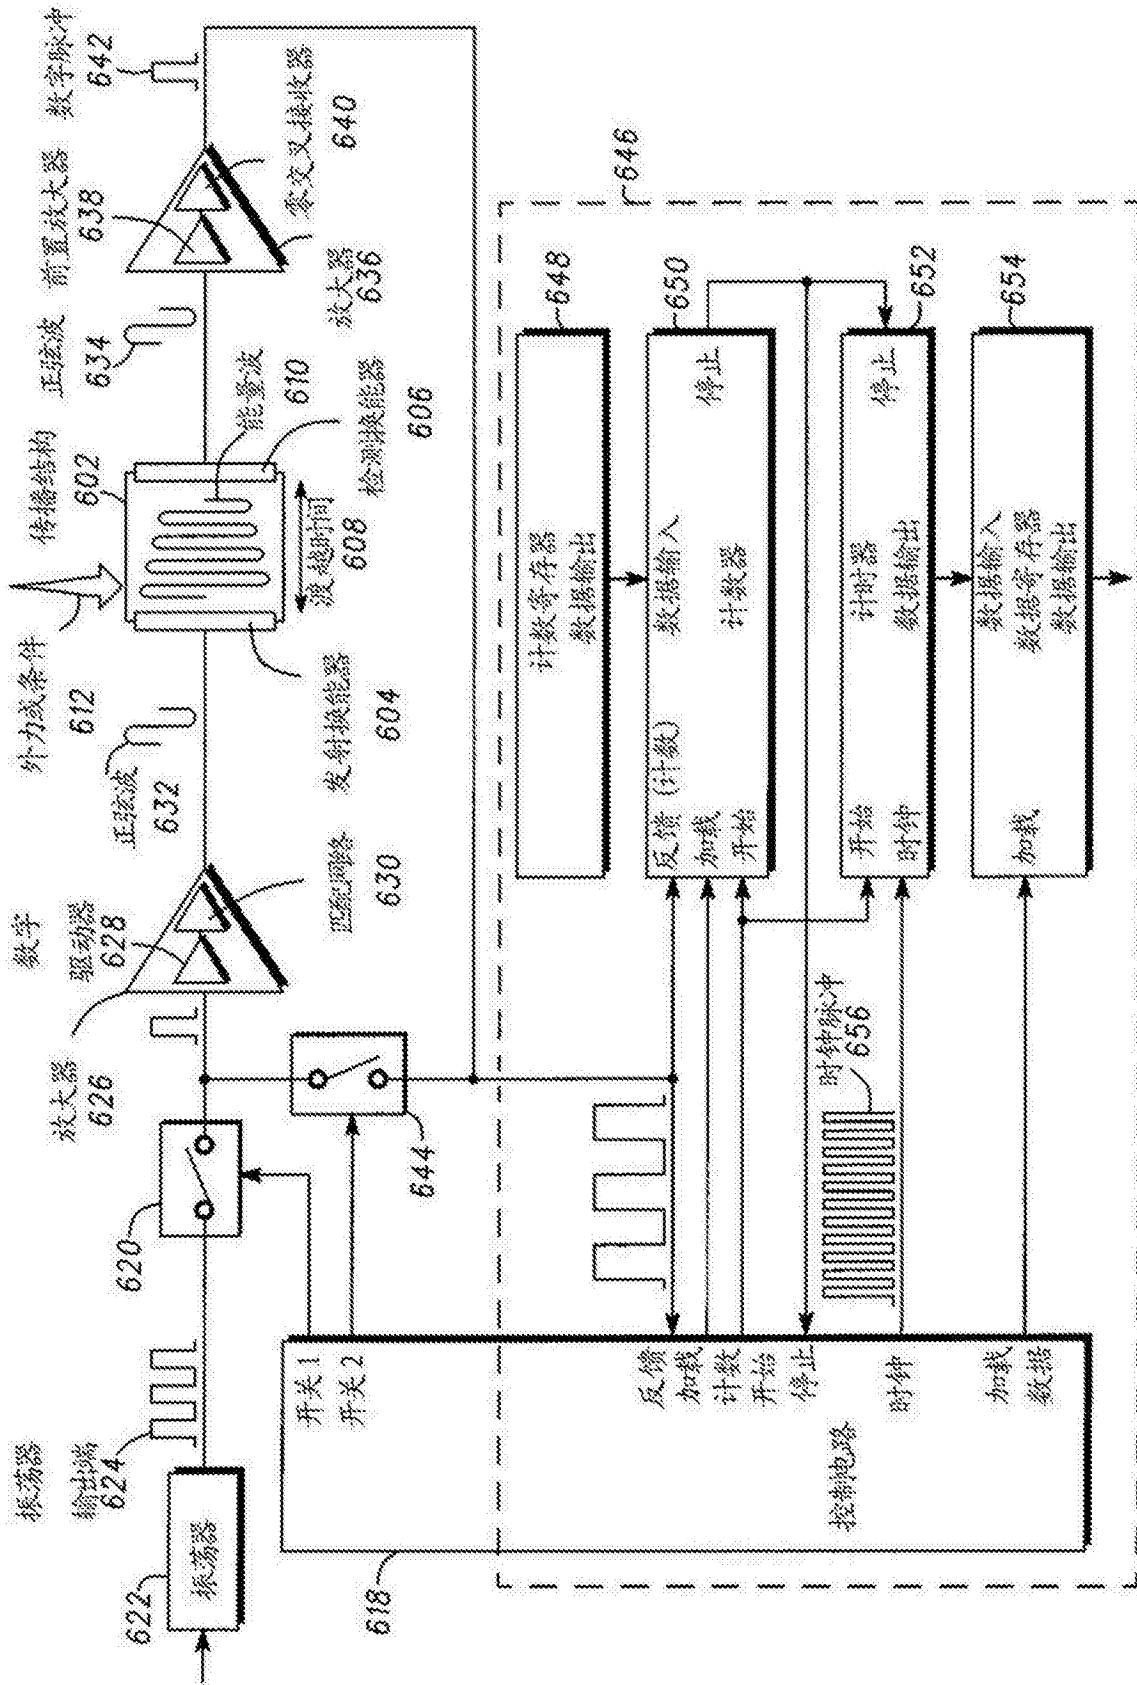 振荡器
输出端
624
622
振荡器
620
放大器
626
数字
驱动器
628
匹配网络
630
正弦波
632
外力或条件
612
发射换能器
604
传播结构
602
渡越时间
608
能量波
610
检测换能器
606
正弦波
634
前置放大器
638
放大器
636
零交叉接收器
640
数字脉冲
642
644
646
618
开关1
开关2
反馈
加载
计数
开始
停止
时钟
加载
数据
控制电路
时钟脉冲
656
648
计数寄存器
数据输出
650
反馈(计数)
加载
开始
数据输入
计数器
停止
652
开始
时钟
计时器
数据输出
停止
654
加载
数据输入
数据寄存器
数据输出